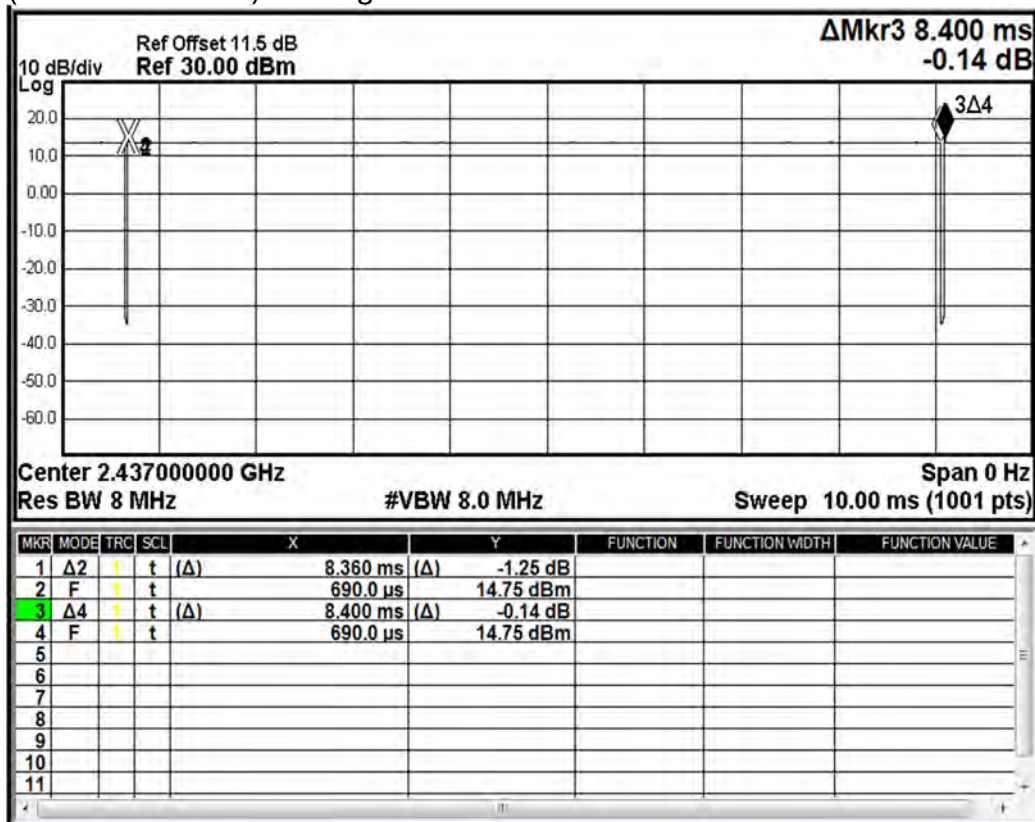 ΔMkr3 8.400 ms
Ref Offset 11.5 dB
10 dB/div Ref 30.00 dBm
-0.14 dB
Log
3Δ4
20.0
10.0
0.00
-10.0
-20.0
-30.0
-40.0
-50.0
-60.0
Center 2.437000000 GHz Span 0 Hz
Res BW 8 MHz #VBW 8.0 MHz Sweep 10.00 ms (1001 pts)
MKR MODE TRC SCL X Y FUNCTION FUNCTION WIDTH FUNCTION VALUE
1 Δ2 1 t (Δ) 8.360 ms (Δ) -1.25 dB
2 F 1 t 690.0 µs 14.75 dBm
3 Δ4 1 t (Δ) 8.400 ms (Δ) -0.14 dB
4 F 1 t 690.0 µs 14.75 dBm
5
6
7
8
9
10
11